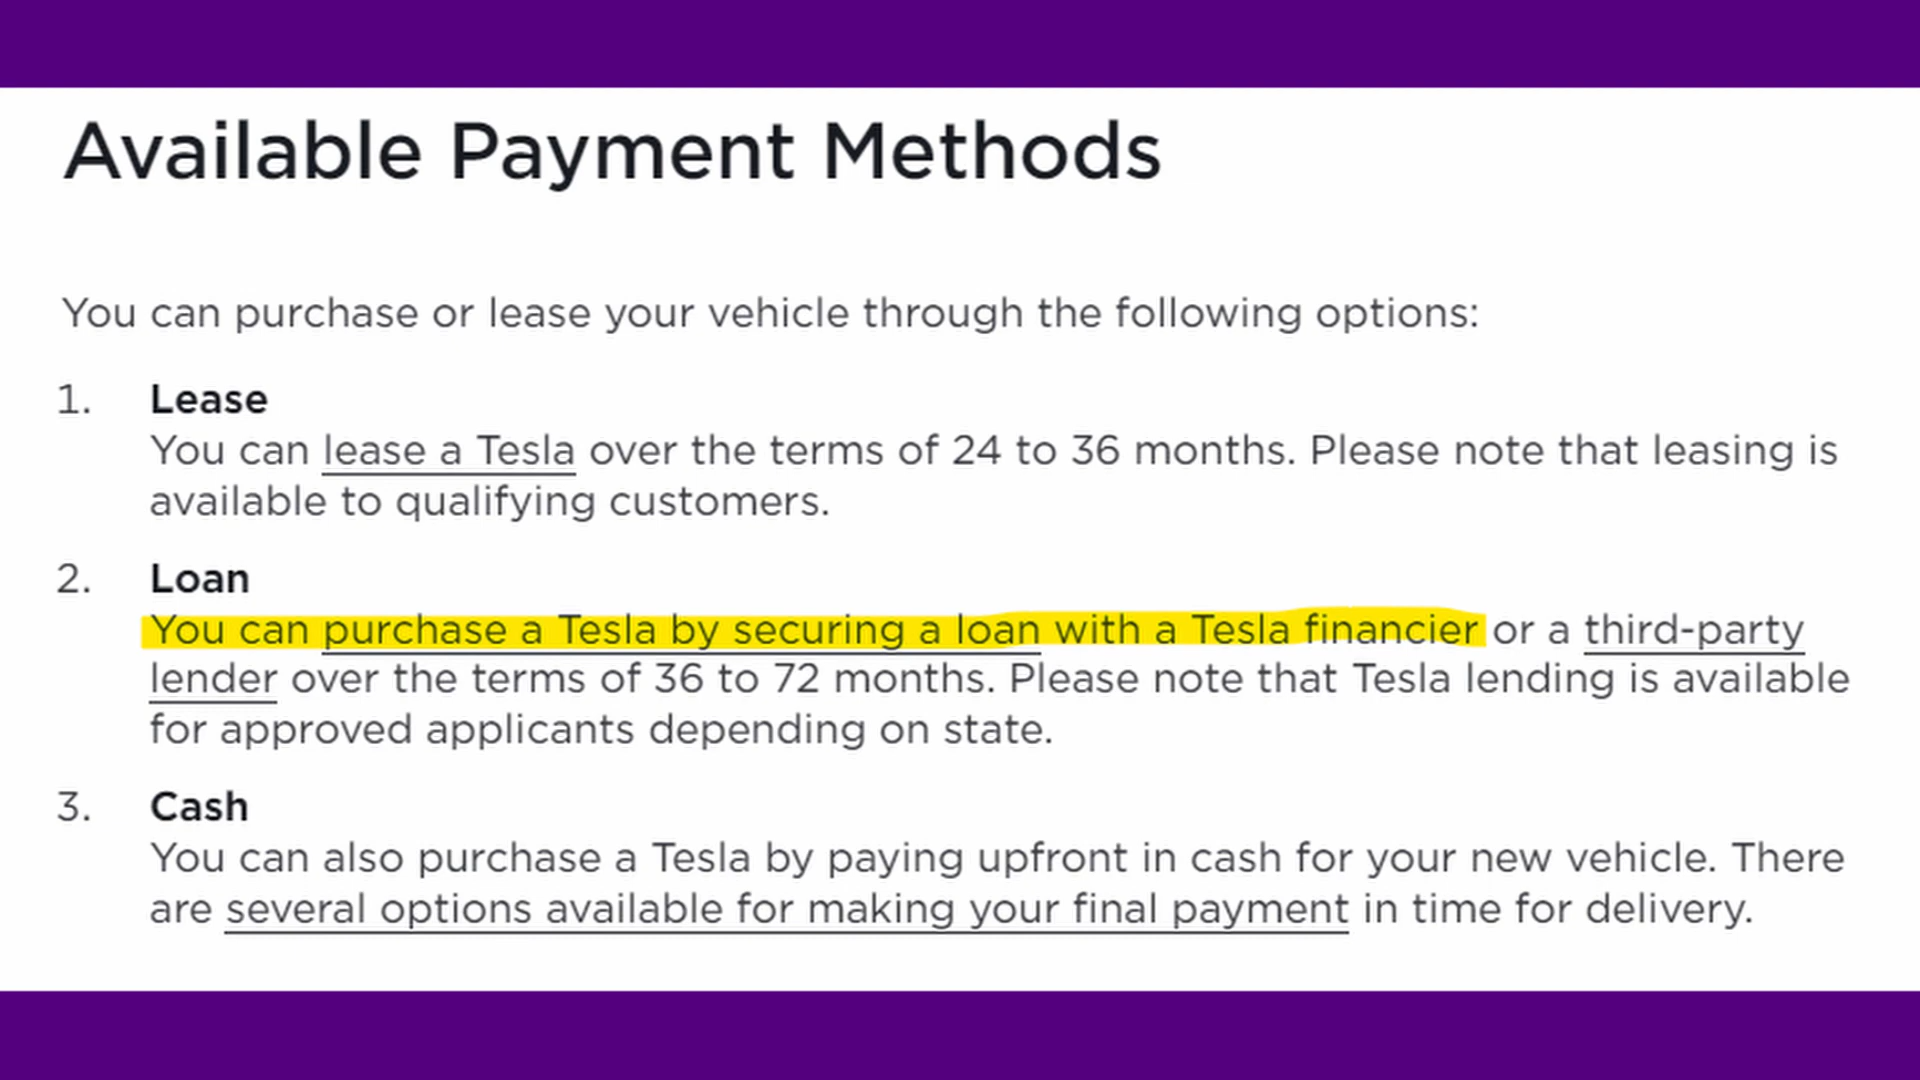 Available Payment Methods
You can purchase or lease your vehicle through the following options:
1. Lease
You can lease a Tesla over the terms of 24 to 36 months. Please note that leasing is
available to qualifying customers.
2. Loan
You can purchase a Tesla by securing a loan with a Tesla financier or a third-party
lender over the terms of 36 to 72 months. Please note that Tesla lending is available
for approved applicants depending on state.
3. Cash
You can also purchase a Tesla by paying upfront in cash for your new vehicle. There
are several options available for making your final payment in time for delivery.